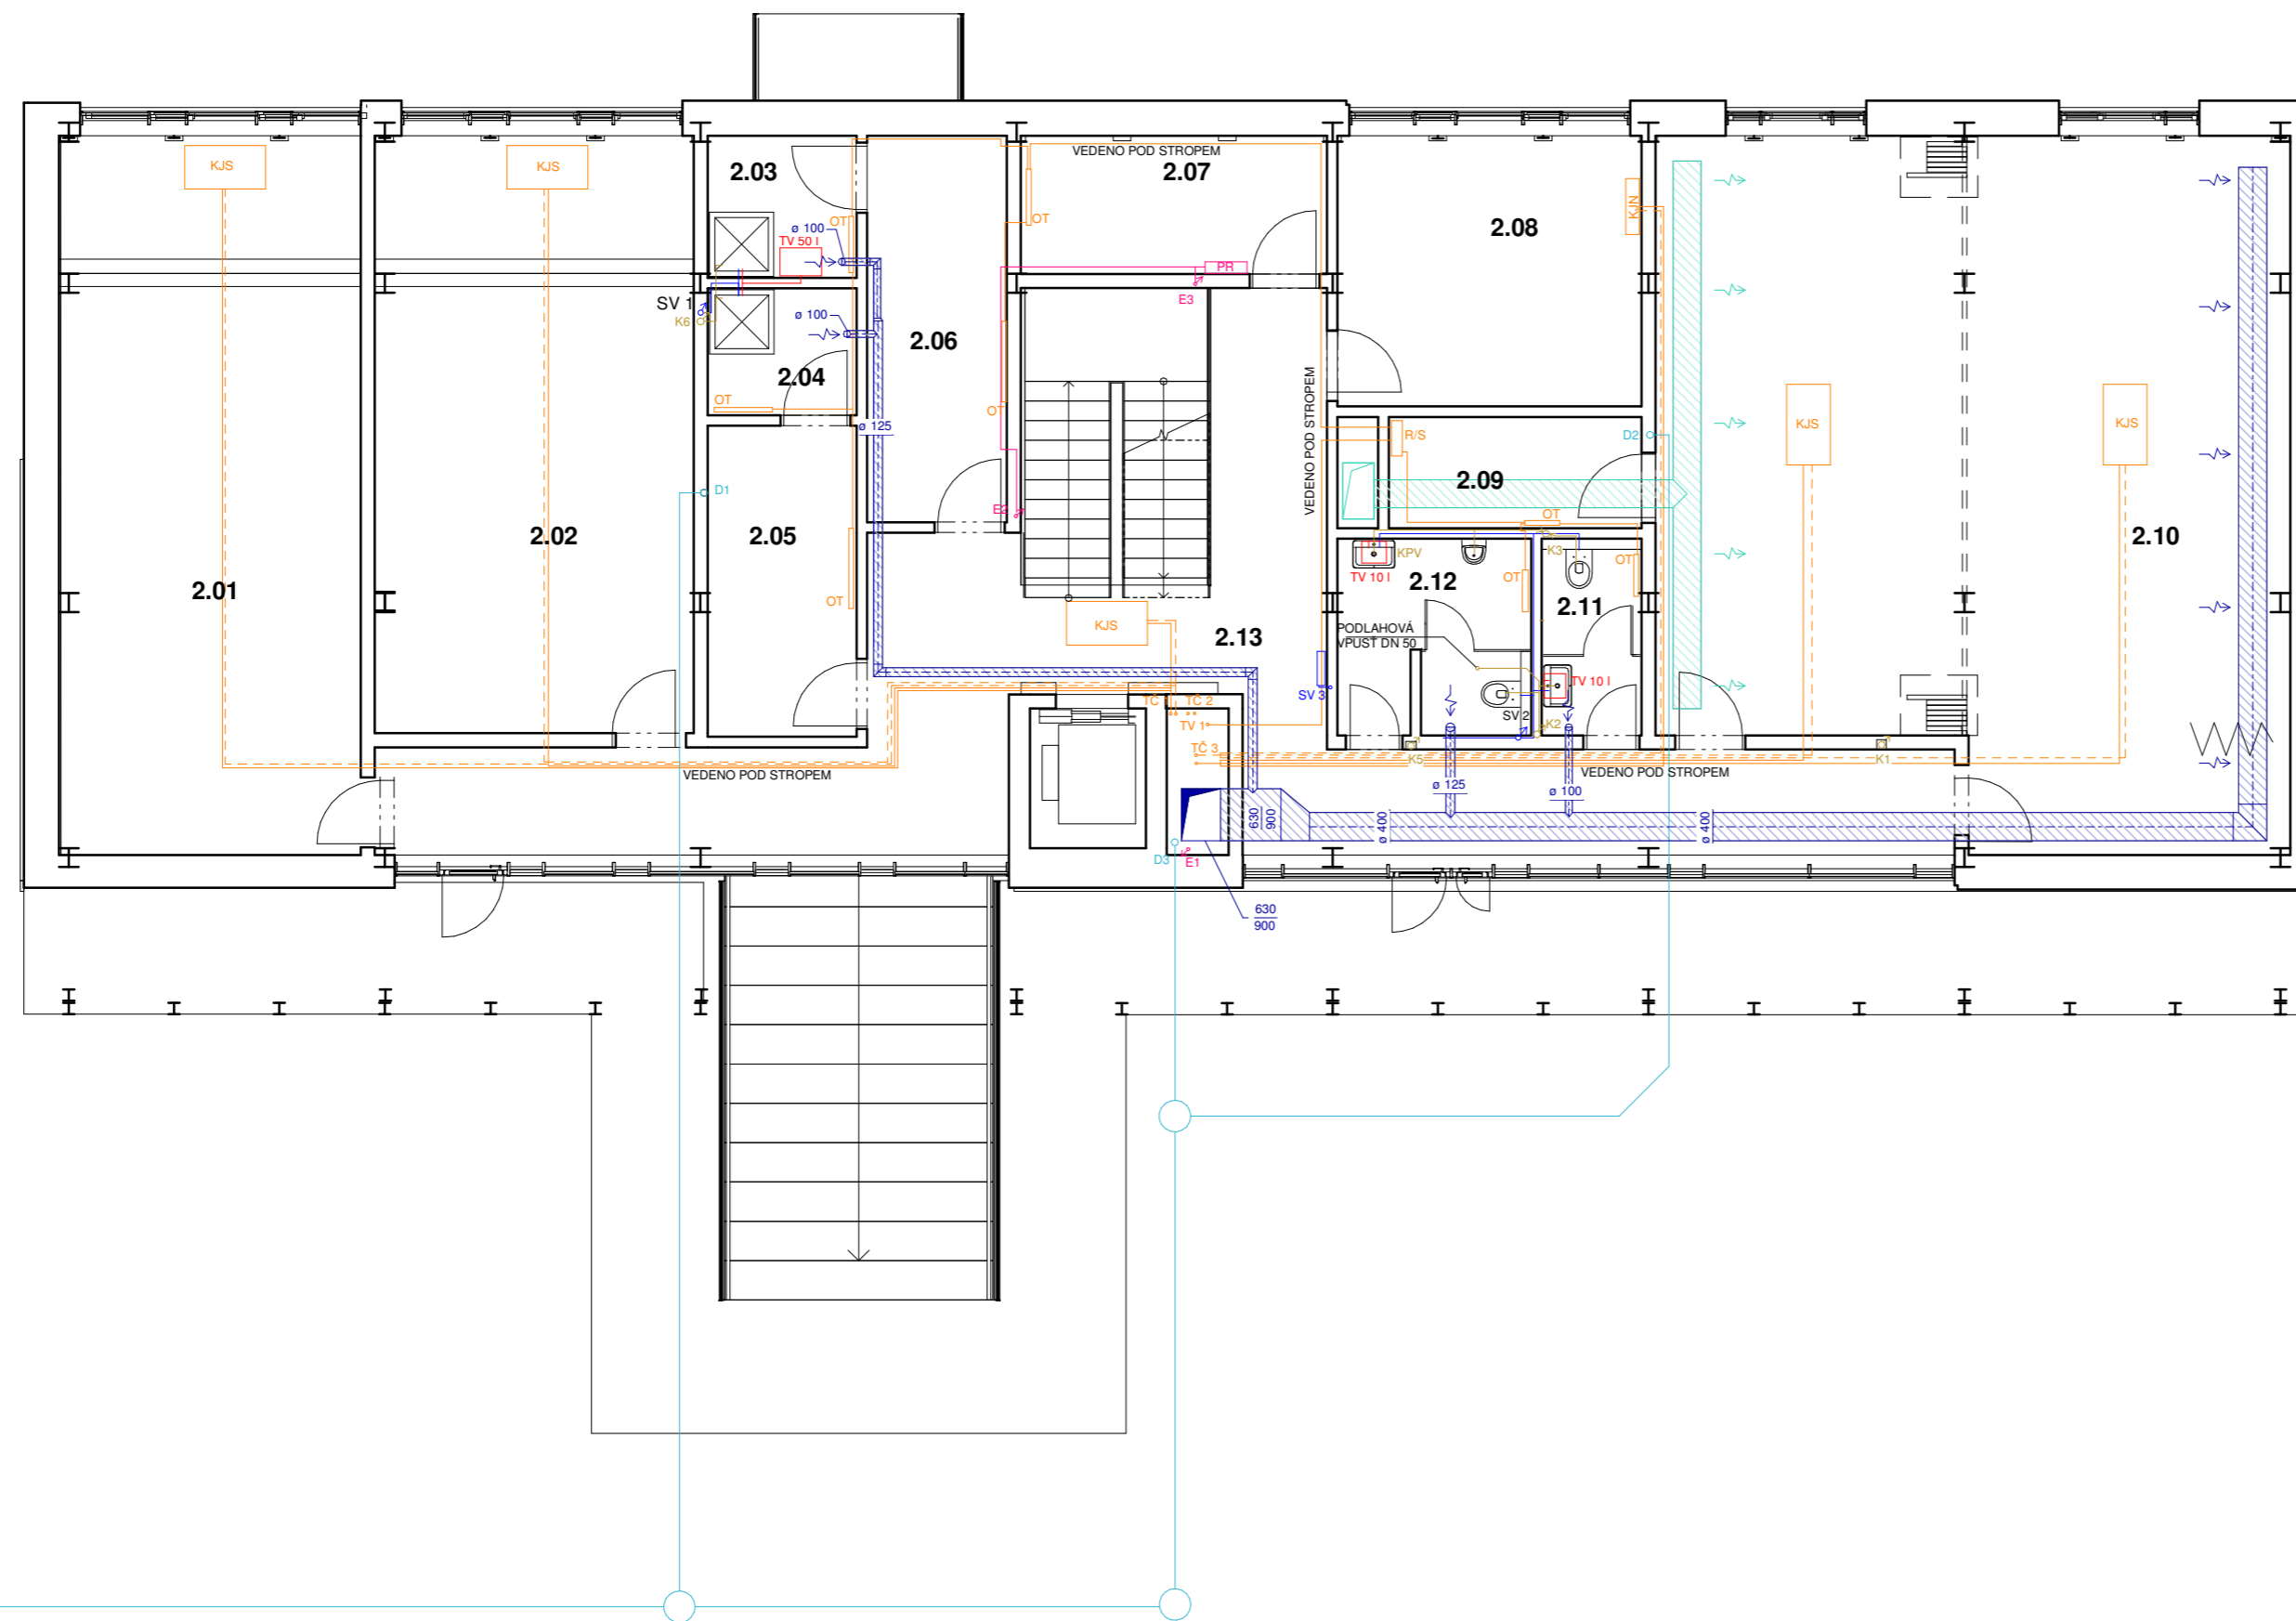 VEDENO POD STROPEM
2.03
2.07
KJS
KJS
OT
ø 100
TV 50 l
OT
KJN
2.08
PR
E3
SV 1
K6
ø 100
2.06
2.04
OT
OT
ø 125
VEDENO POD STROPEM
R/S
D2
KJS
KJS
D1
2.09
E2
OT
2.02
2.05
2.10
KPV
K3
OT
TV 10 l
2.12
OT
2.01
OT
2.11
KJS
2.13
PODLAHOVÁ
VPUSŤ DN 50
TV 10 l
SV 3
TČ 1
TČ 2
TV 1
SV 2
K2
TČ 3
K5
K1
VEDENO POD STROPEM
VEDENO POD STROPEM
ø 125
ø 100
630
900
ø 400
ø 400
D3
E1
630
900